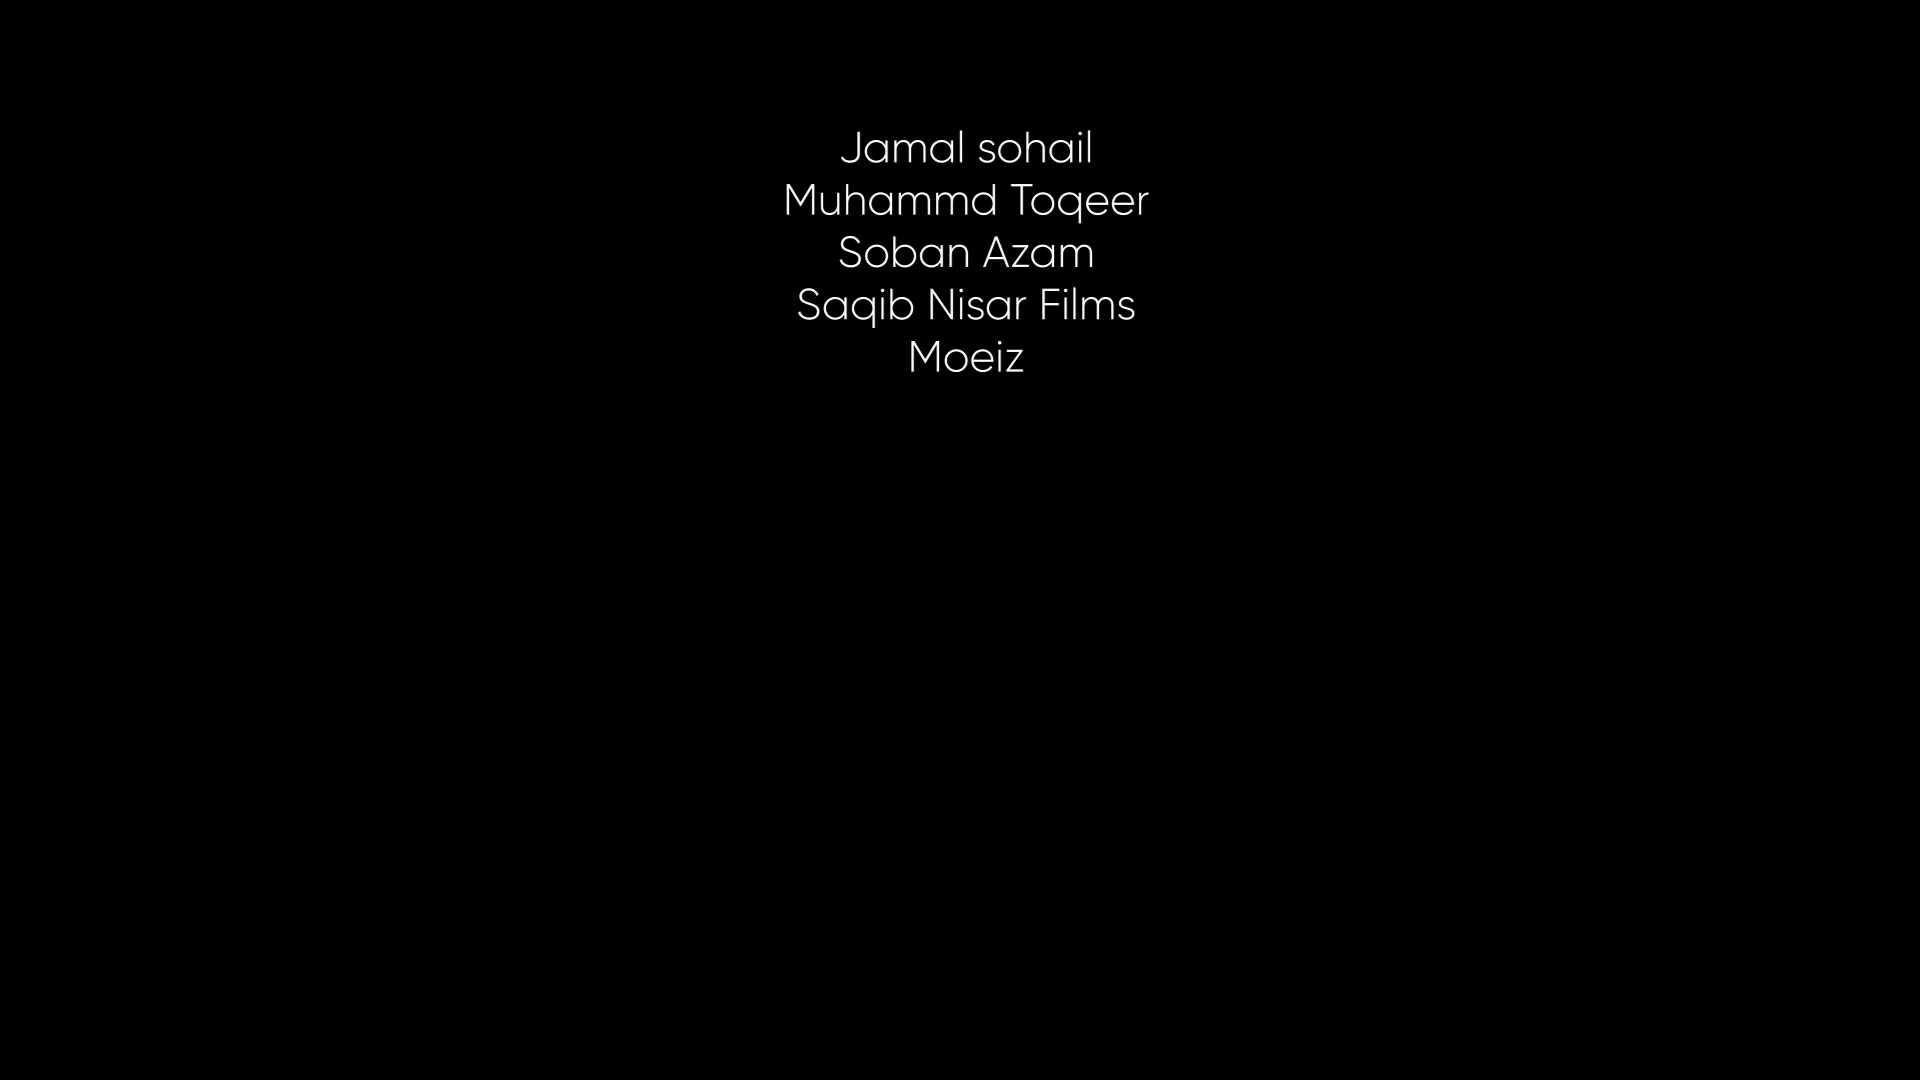 Jamal sohail
Muhammd Toqeer
Soban Azam
Saqib Nisar Films
Moeiz